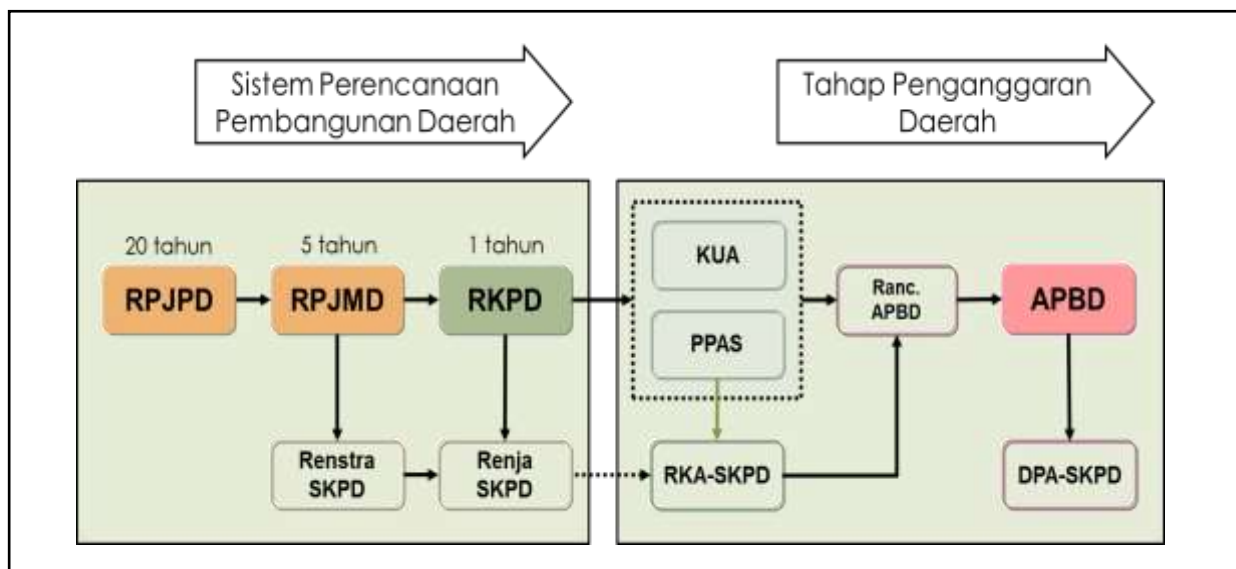 Sistem Perencanaan
Pembangunan Daerah
Tahap Penganggaran
Daerah
20 tahun
5 tahun
1 tahun
RPJPD
RPJMD
RKPD
KUA
PPAS
Ranc.
APBD
APBD
Renstra
SKPD
Renja
SKPD
RKA-SKPD
DPA-SKPD